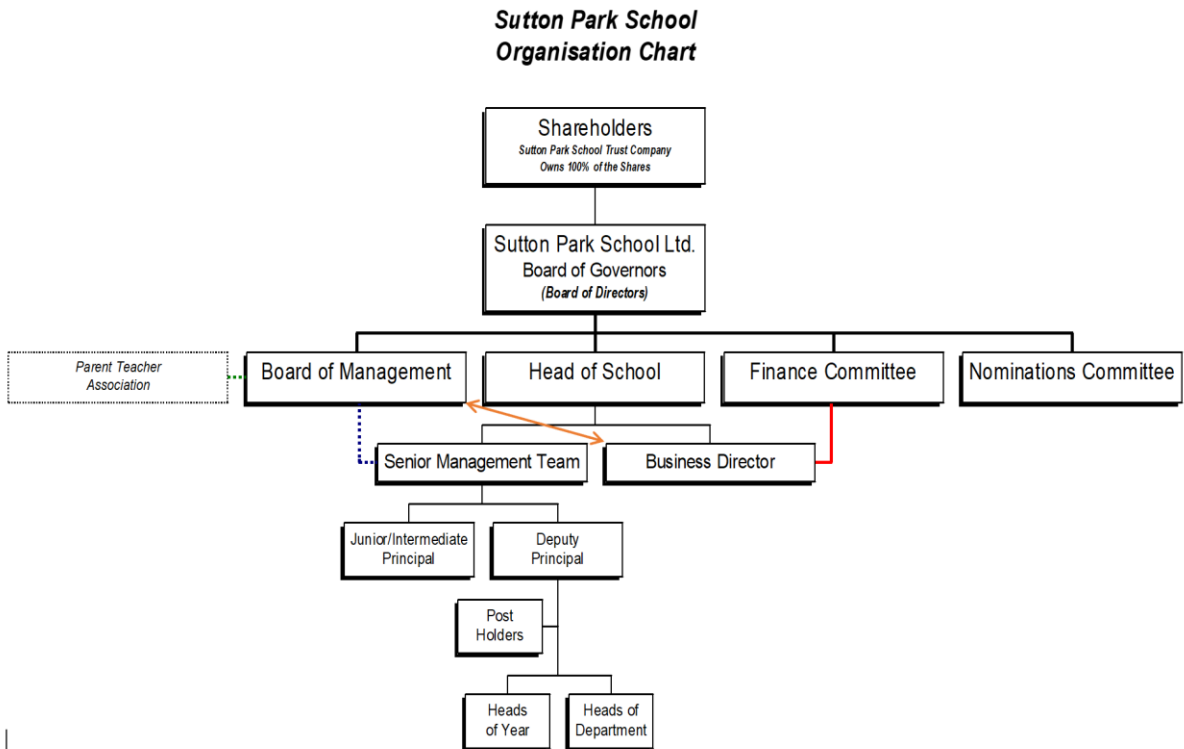 Sutton Park School
Organisation Chart
Shareholders
Sutton Park School Trust Company
Owns 100% of the Shares
Sutton Park School Ltd.
Board of Governors
(Board of Directors)
Parent Teacher
Association
Board of Management
Head of School
Finance Committee
Nominations Committee
Senior Management Team
Business Director
Junior/Intermediate
Principal
Deputy
Principal
Post
Holders
Heads
of Year
Heads of
Department